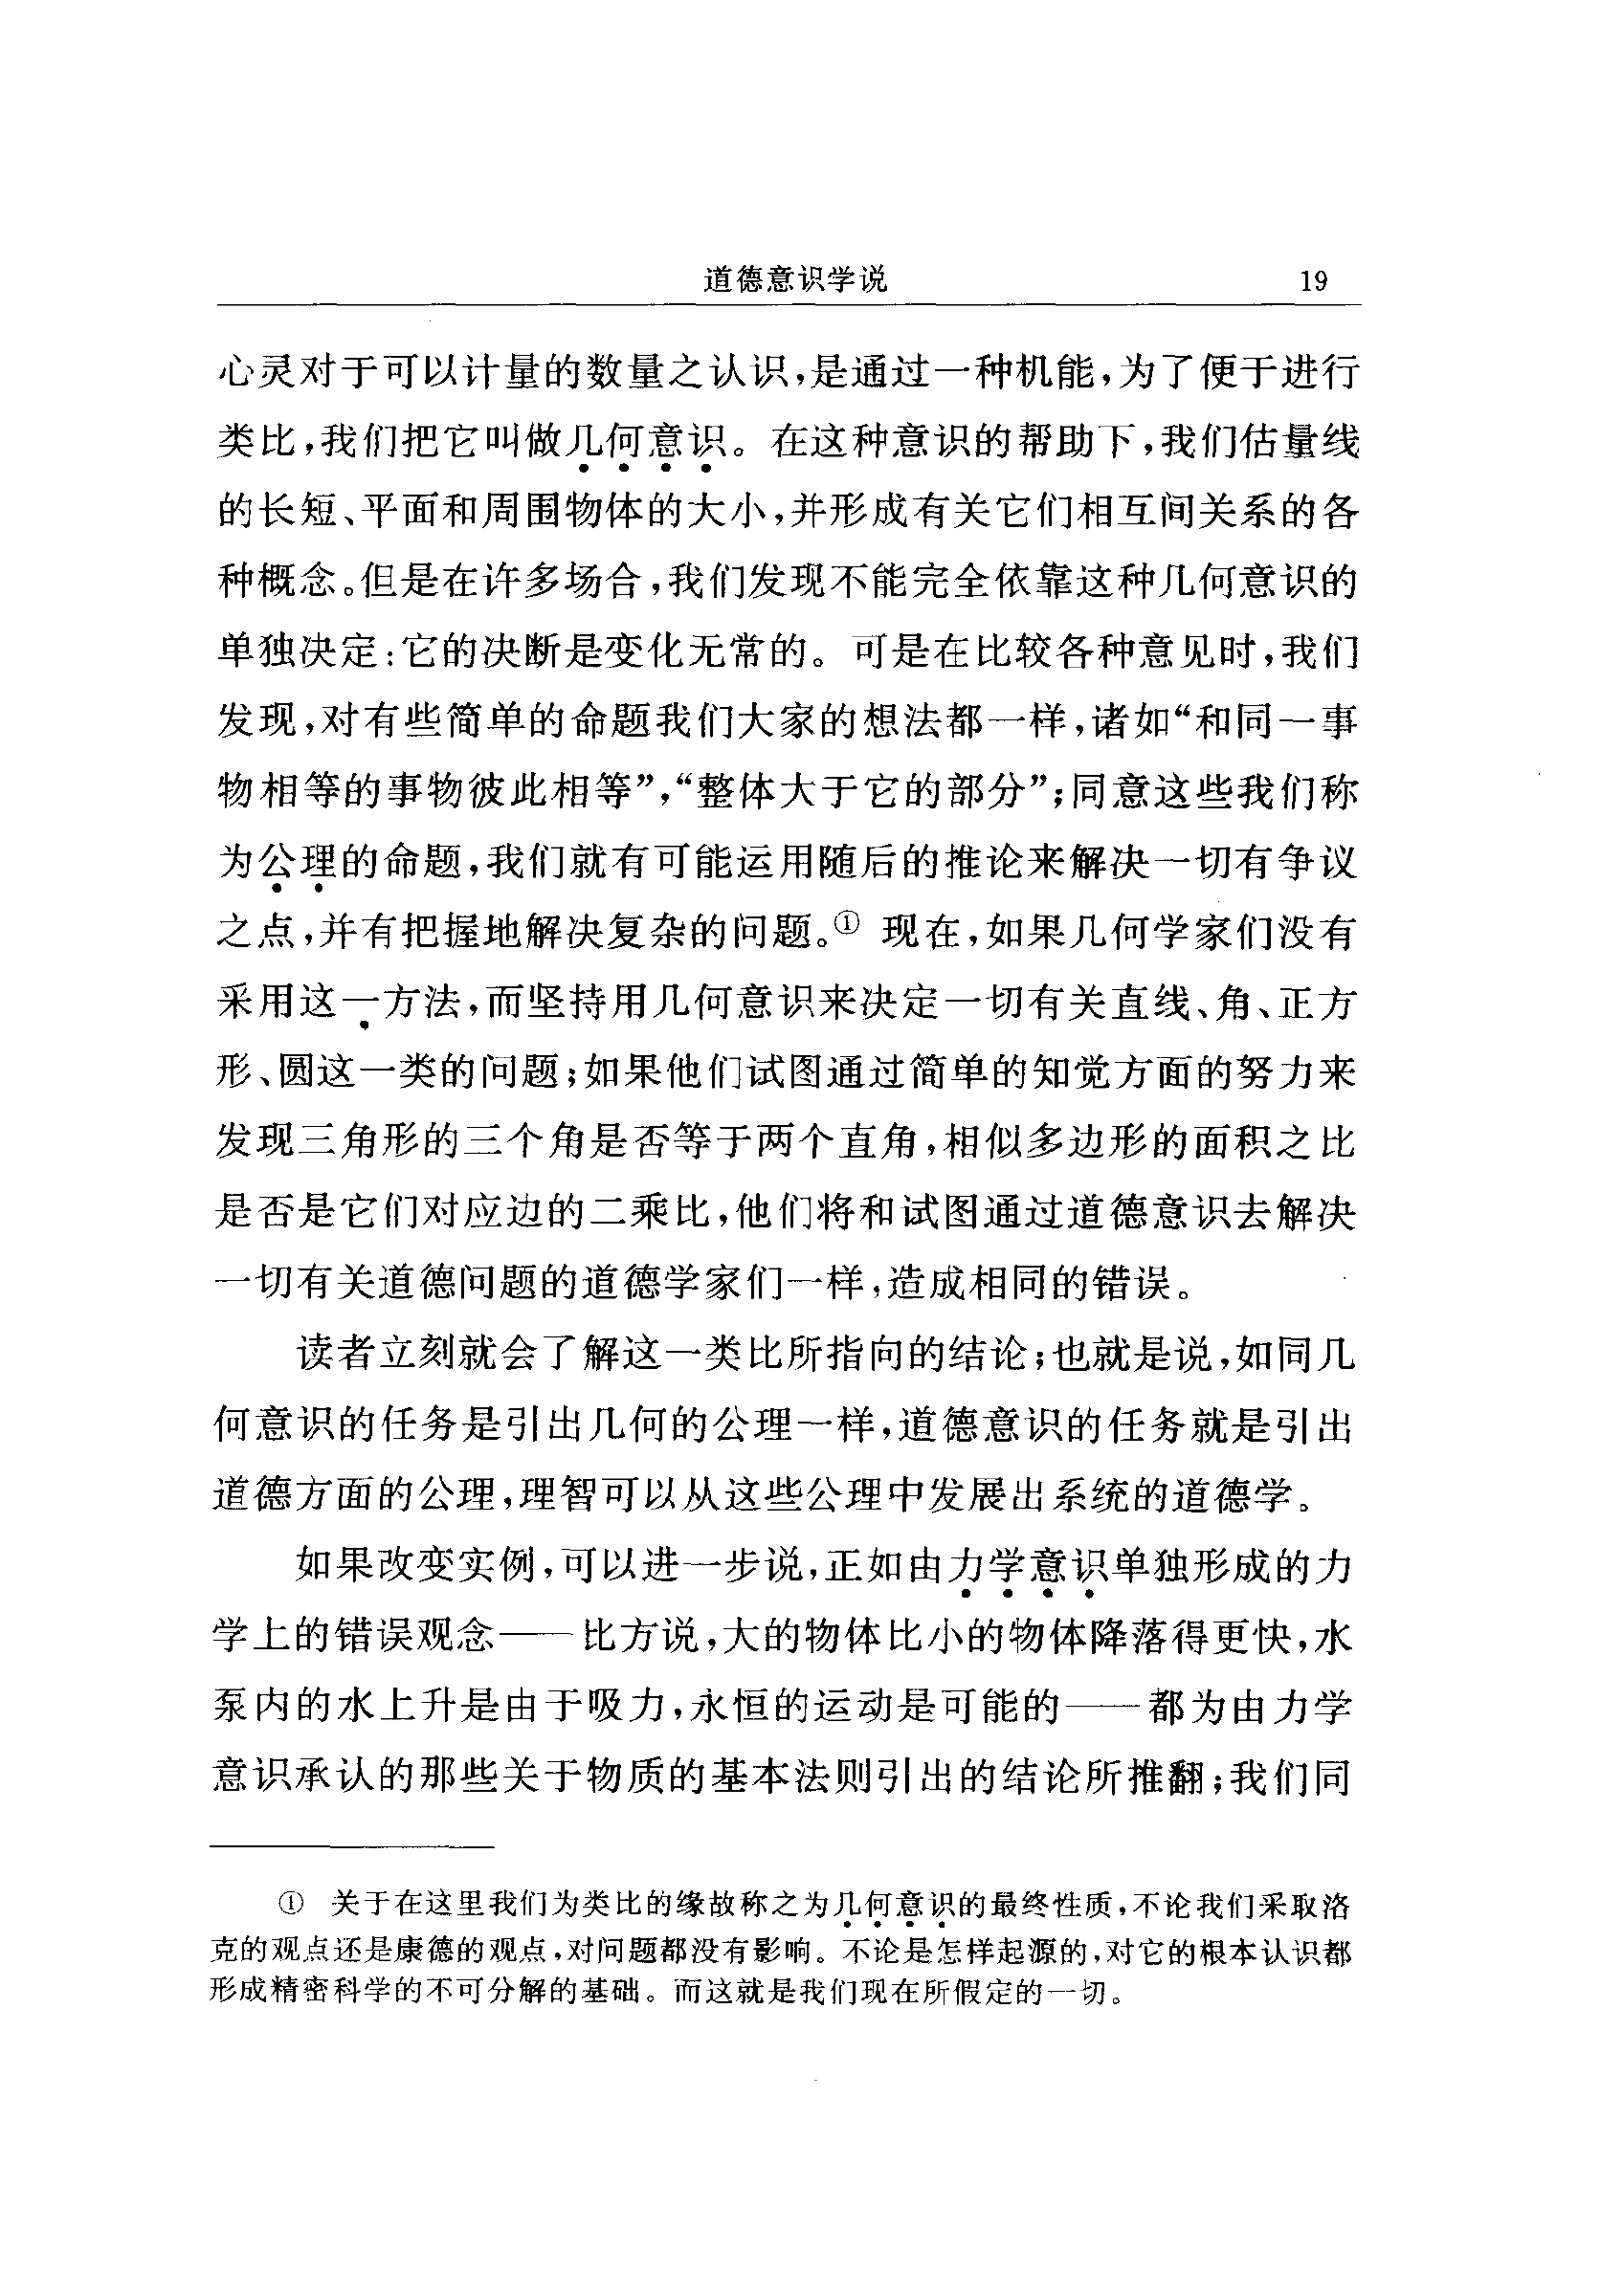 道德意识学说 19
心灵对于可以计量的数量之认识，是通过一种机能，为了便于进行
类比，我们把它叫做几何意识。在这种意识的帮助下，我们估量线
的长短、平面和周围物体的大小，并形成有关它们相互间关系的各
种概念。但是在许多场合，我们发现不能完全依靠这种几何意识的
单独决定：它的决断是变化无常的。可是在比较各种意见时，我们
发现，对有些简单的命题我们大家的想法都一样，诸如“和同一事
物相等的事物彼此相等”，“整体大于它的部分”；同意这些我们称
为公理的命题，我们就有可能运用随后的推论来解决一切有争议
之点，并有把握地解决复杂的问题。① 现在，如果几何学家们没有
采用这一方法，而坚持用几何意识来决定一切有关直线、角、正方
形、圆这一类的问题；如果他们试图通过简单的知觉方面的努力来
发现三角形的三个角是否等于两个直角，相似多边形的面积之比
是否是它们对应边的二乘比，他们将和试图通过道德意识去解决
一切有关道德问题的道德学家们一样，造成相同的错误。
读者立刻就会了解这一类比所指向的结论；也就是说，如同几
何意识的任务是引出几何的公理一样，道德意识的任务就是引出
道德方面的公理，理智可以从这些公理中发展出系统的道德学。
如果改变实例，可以进一步说，正如由力学意识单独形成的力
学上的错误观念——比方说，大的物体比小的物体降落得更快，水
泵内的水上升是由于吸力，永恒的运动是可能的——都为由力学
意识承认的那些关于物质的基本法则引出的结论所推翻；我们同
① 关于在这里我们为类比的缘故称之为几何意识的最终性质，不论我们采取洛
克的观点还是康德的观点，对问题都没有影响。不论是怎样起源的，对它的根本认识都
形成精密科学的不可分解的基础。而这就是我们现在所假定的一切。